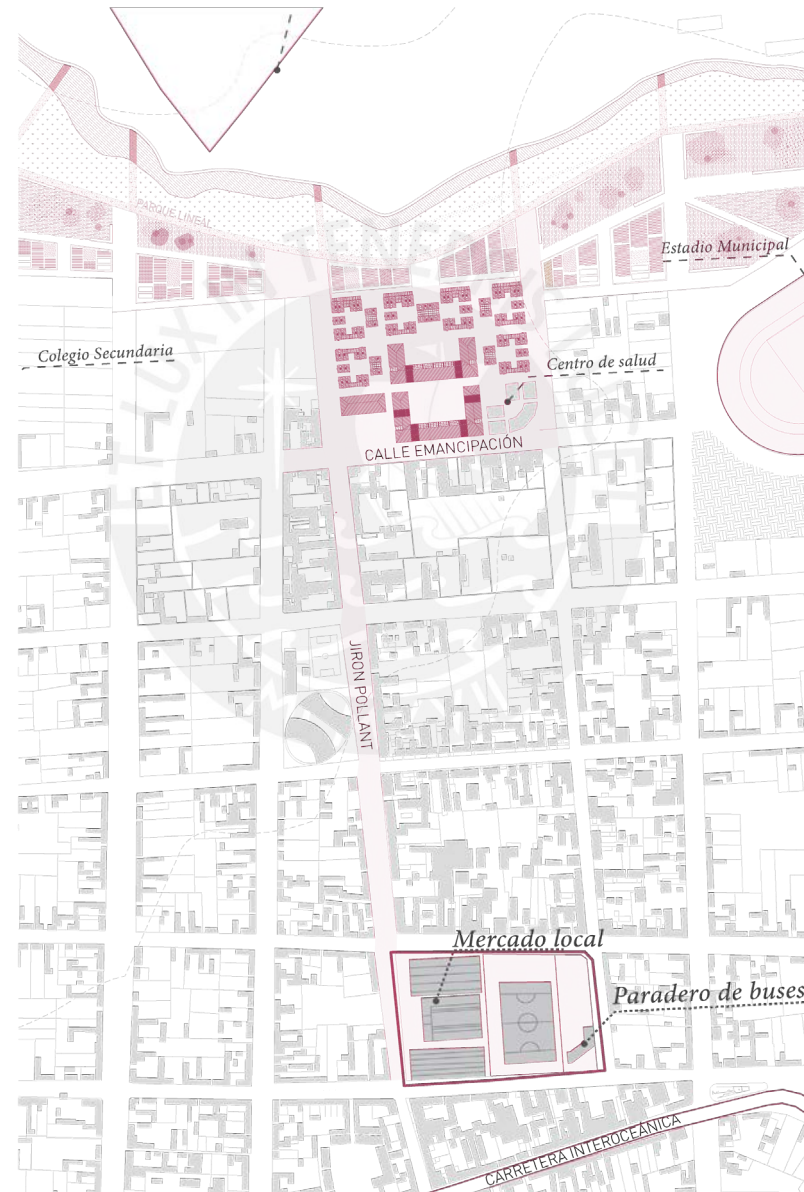 PARQUE LINEAL
Estadio Municipal
Colegio Secundaria
Centro de salud
CALLE EMANCIPACIÓN
JIRON POLLANT
Mercado local
Paradero de buses
CARRETERA INTEROCEÁNICA